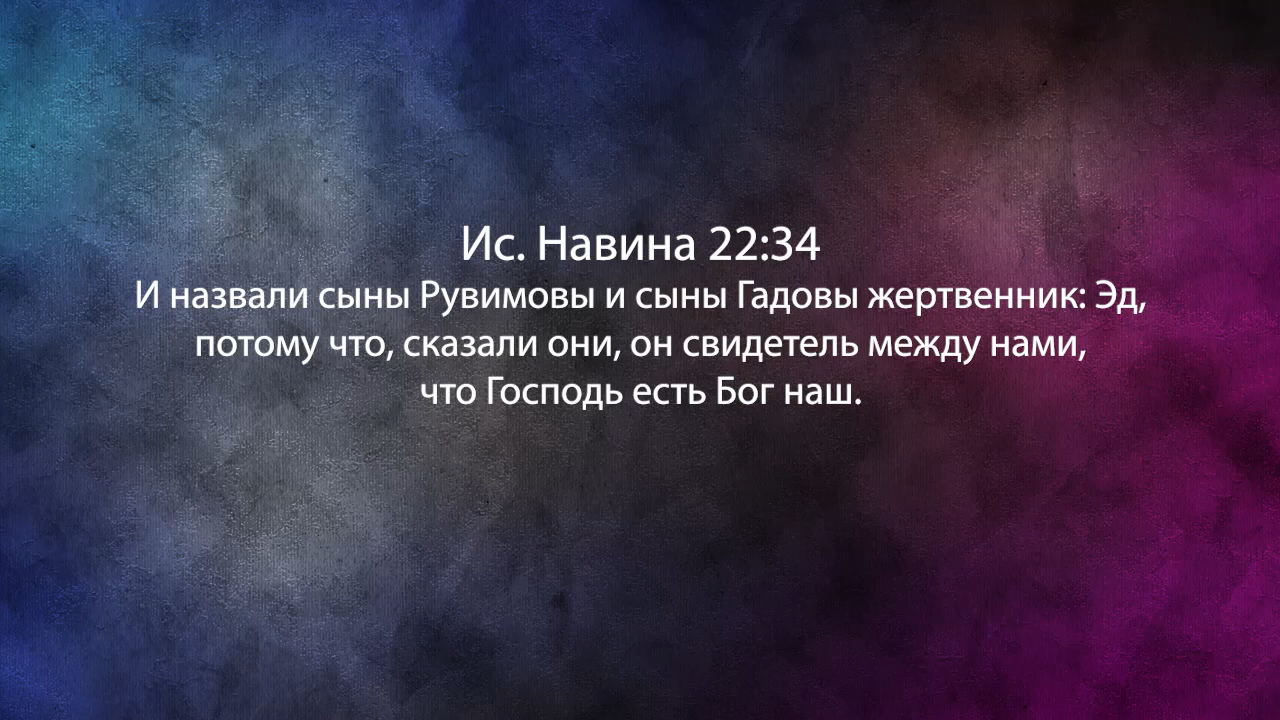 Ис. Навина 22:34
И назвали сыны Рувимовы и сыны Гадовы жертвенник: Эд,
потому что, сказали они, он свидетель между нами,
что Господь есть Бог наш.